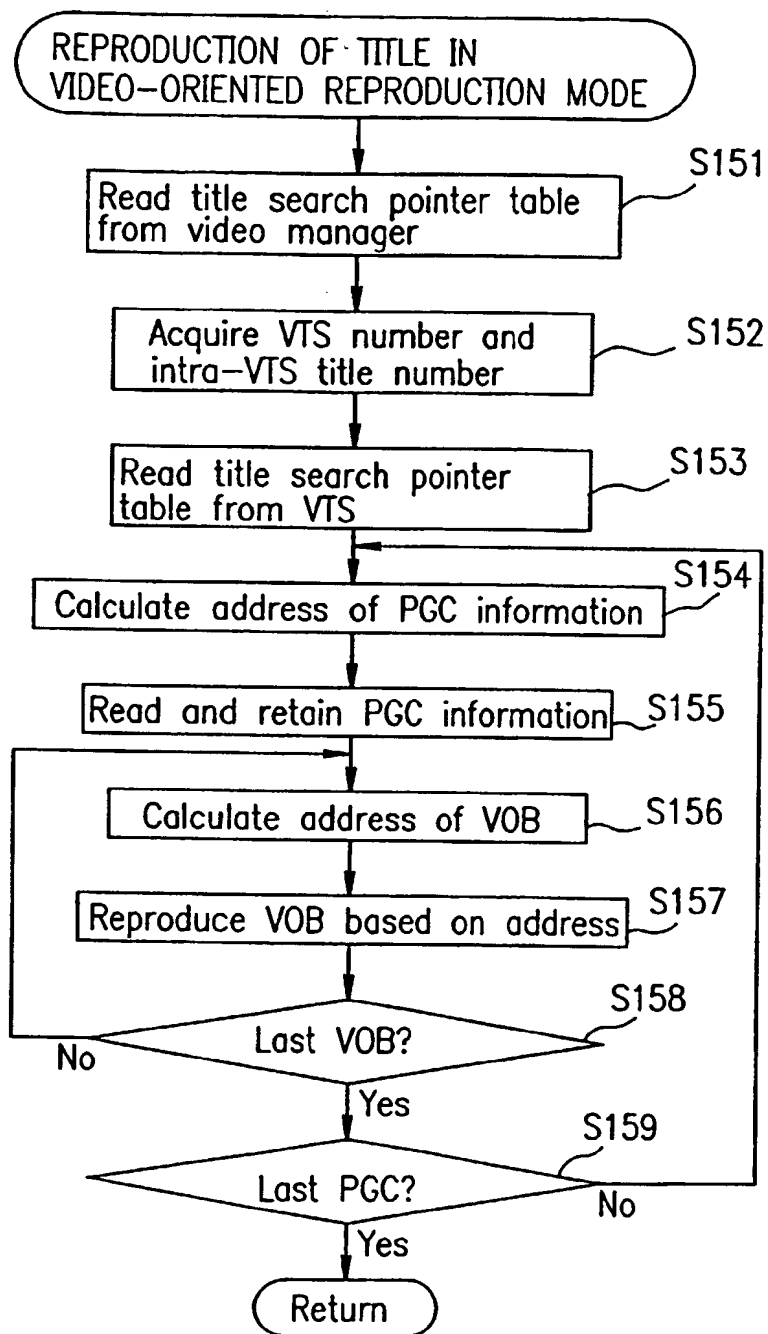 REPRODUCTION OF TITLE IN
VIDEO-ORIENTED REPRODUCTION MODE
S151
Read title search pointer table
from video manager
S152
Acquire VTS number and
intra-VTS title number
S153
Read title search pointer
table from VTS
S154
Calculate address of PGC information
S155
Read and retain PGC information
S156
Calculate address of VOB
S157
Reproduce VOB based on address
S158
Last VOB?
No
Yes
S159
Last PGC?
No
Yes
Return